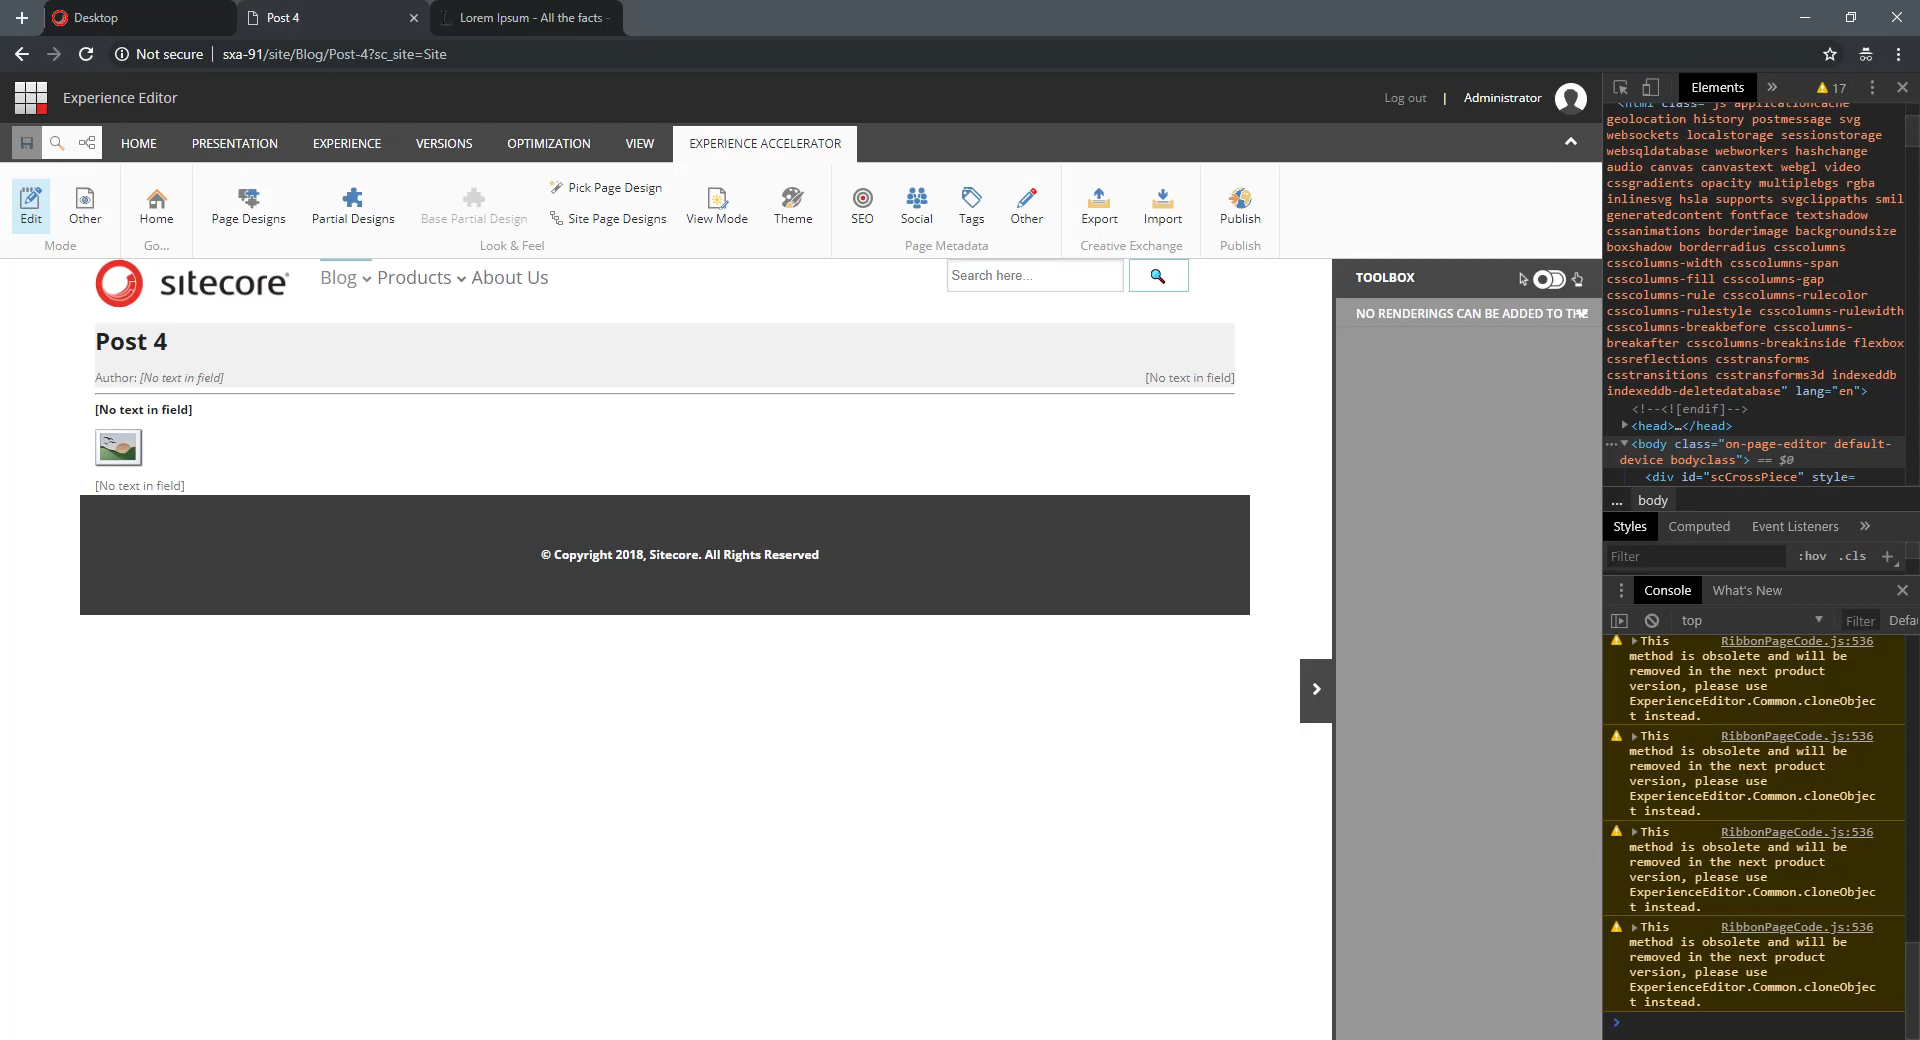 Desktop
Post 4
Lorem Ipsum - All the facts -
Not secure | sxa-91/site/Blog/Post-4?sc_site=Site
Experience Editor
Log out | Administrator
HOME PRESENTATION EXPERIENCE VERSIONS OPTIMIZATION VIEW EXPERIENCE ACCELERATOR
Pick Page Design
Edit Other Home Page Designs Partial Designs Base Partial Design Site Page Designs View Mode Theme SEO Social Tags Other Export Import Publish
Mode Go... Look & Feel Page Metadata Creative Exchange Publish
sitecore Blog Products About Us
Search here...
Post 4
Author: [No text in field] [No text in field]
[No text in field]
[No text in field]
© Copyright 2018, Sitecore. All Rights Reserved
TOOLBOX
NO RENDERINGS CAN BE ADDED TO THE
Elements » 17
<html class="js applicationcache
geolocation history postmessage svg
websockets localstorage sessionstorage
websqldatabase webworkers hashchange
audio canvas canvastext webgl video
cssgradients opacity multiplebgs rgba
inlinesvg hsla supports svgclippaths smil
generatedcontent fontface textshadow
cssanimations borderimage backgroundsize
boxshadow borderradius csscolumns
csscolumns-width csscolumns-span
csscolumns-fill csscolumns-gap
csscolumns-rule csscolumns-rulecolor
csscolumns-rulestyle csscolumns-rulewidth
csscolumns-breakbefore csscolumns-
breakafter csscolumns-breakinside flexbox
cssreflections csstransforms
csstransitions csstransforms3d indexeddb
indexeddb-deletedatabase" lang="en">
<!--<![endif]-->
<head>…</head>
<body class="on-page-editor default-
device bodyclass"> == $0
<div id="scCrossPiece" style=
... body
Styles Computed Event Listeners »
Filter :hov .cls +
Console What's New
top Filter Defau
This RibbonPageCode.js:536
method is obsolete and will be
removed in the next product
version, please use
ExperienceEditor.Common.cloneObjec
t instead.
This RibbonPageCode.js:536
method is obsolete and will be
removed in the next product
version, please use
ExperienceEditor.Common.cloneObjec
t instead.
This RibbonPageCode.js:536
method is obsolete and will be
removed in the next product
version, please use
ExperienceEditor.Common.cloneObjec
t instead.
This RibbonPageCode.js:536
method is obsolete and will be
removed in the next product
version, please use
ExperienceEditor.Common.cloneObjec
t instead.